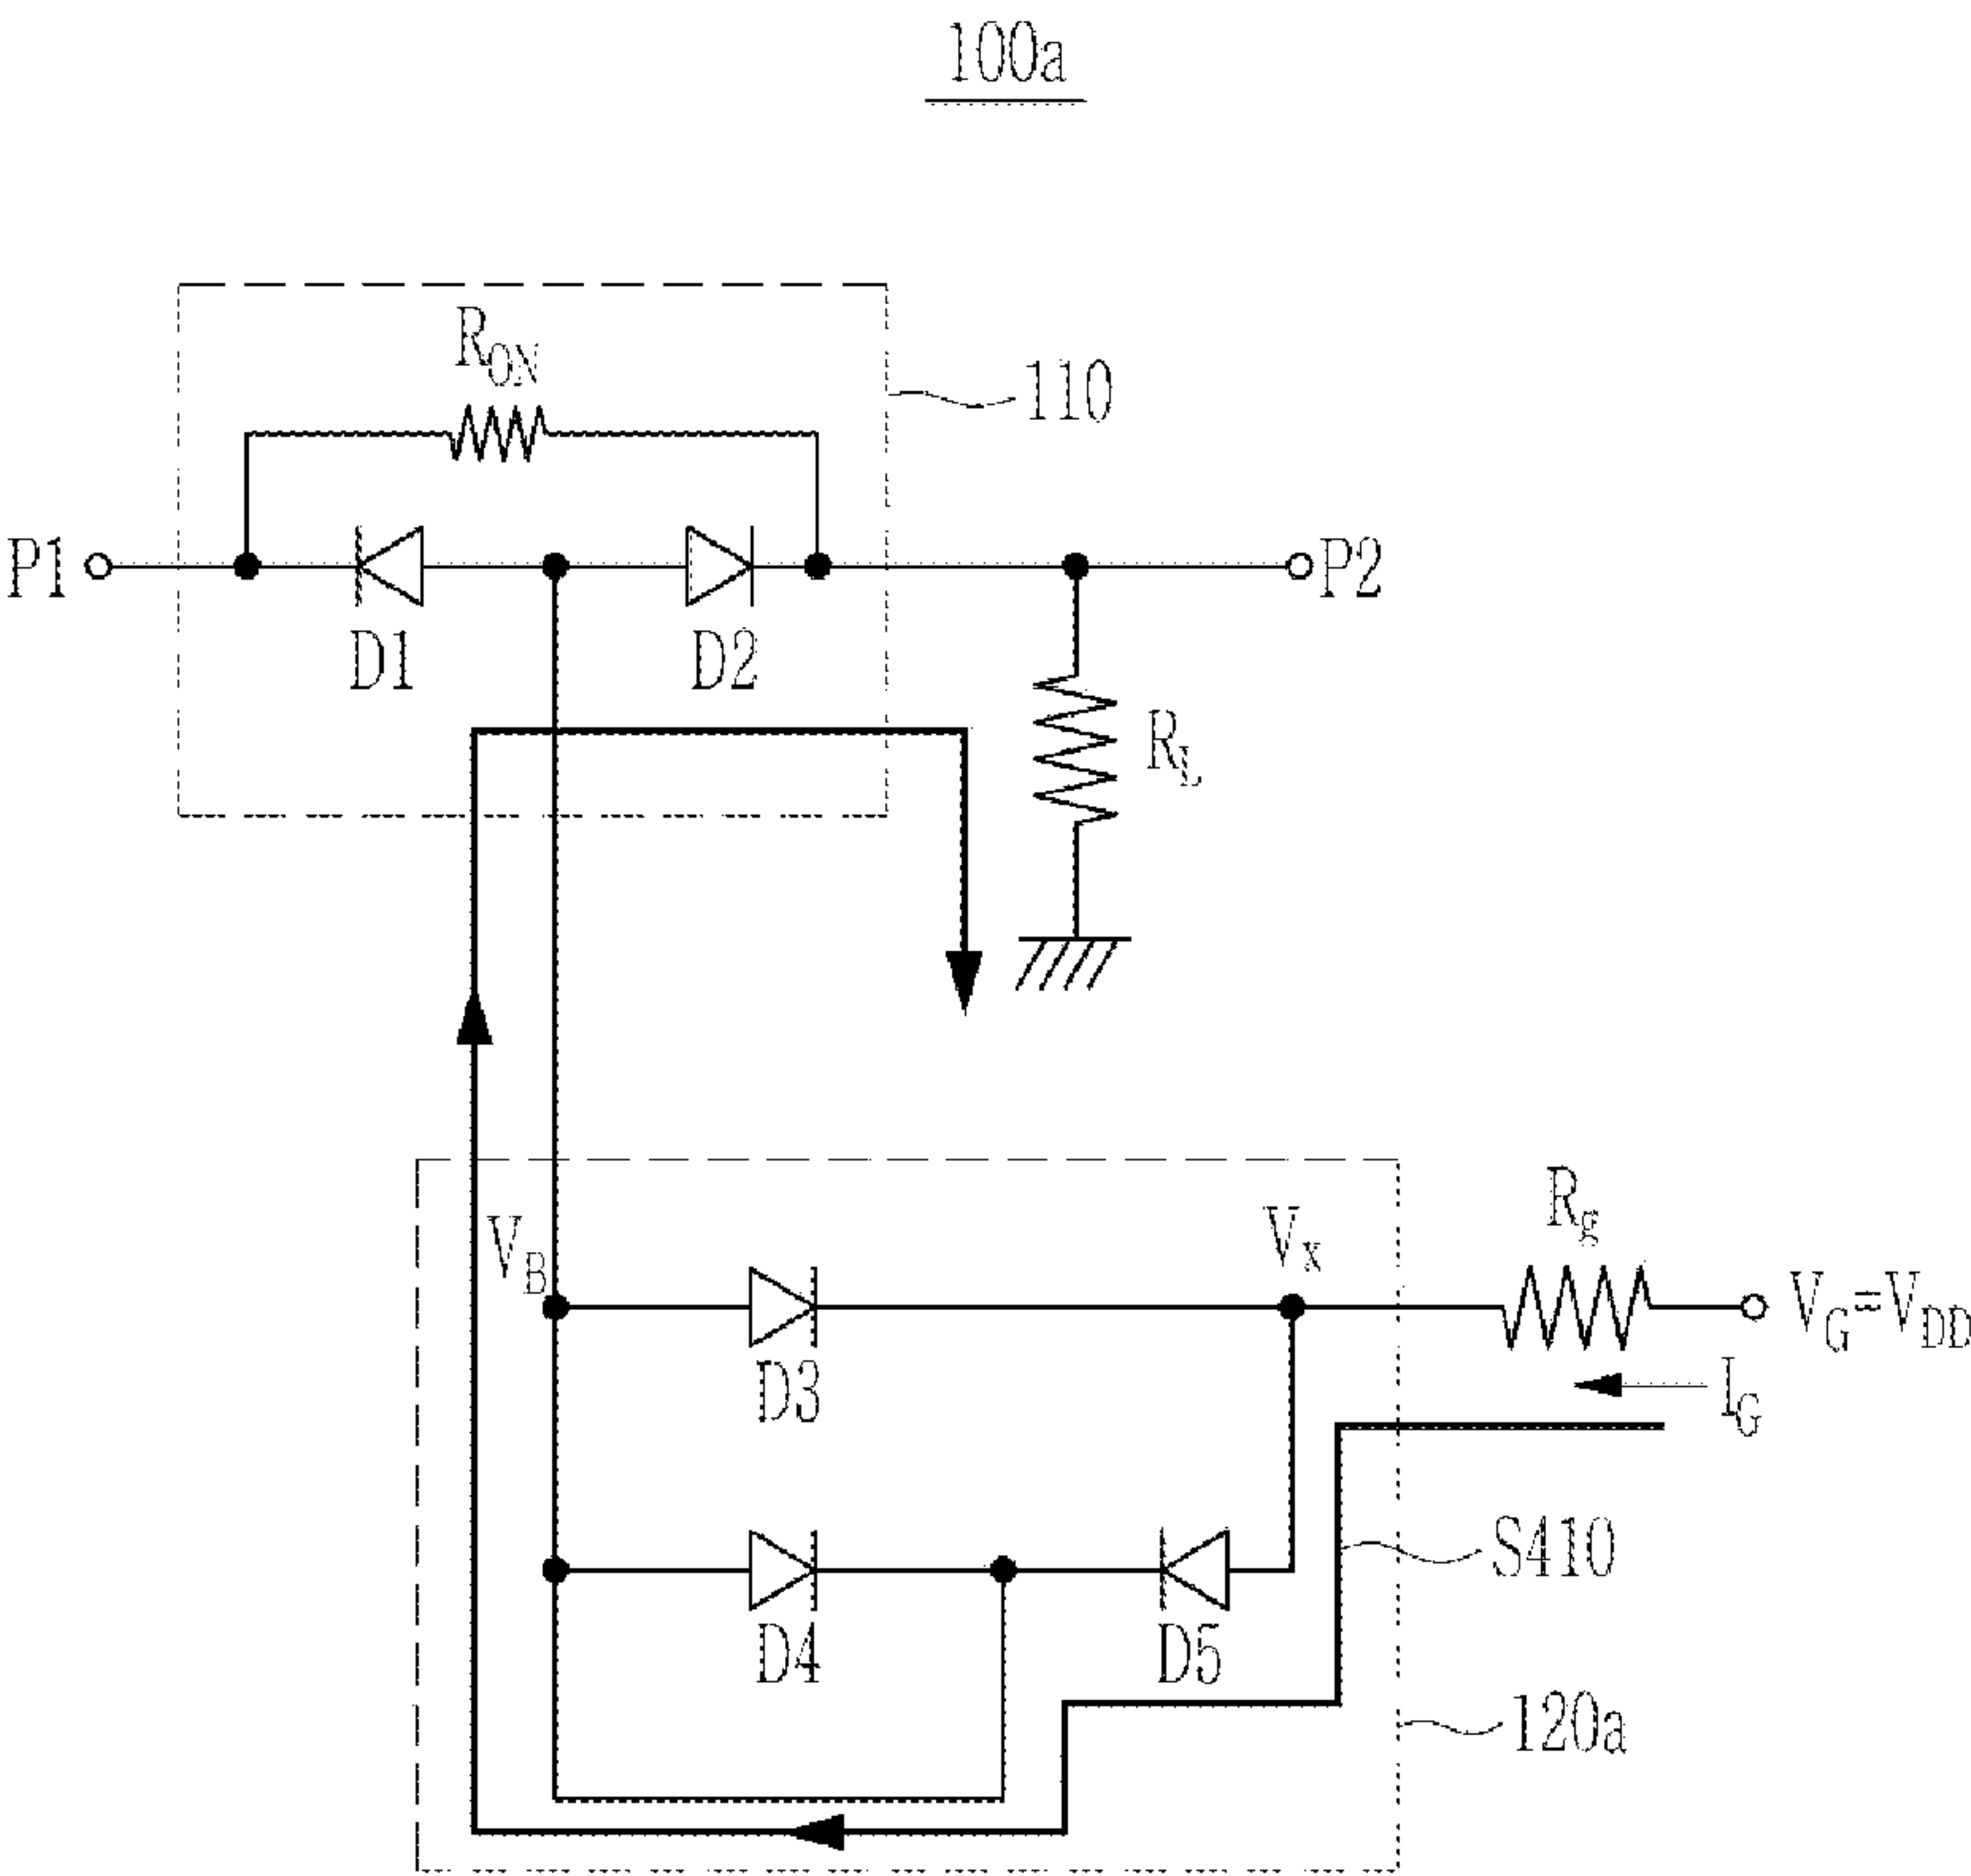 100a
R_ON
110
P1
P2
D1
D2
R_L
V_B
V_X
R_g
V_G=V_DD
D3
I_G
S410
D4
D5
120a